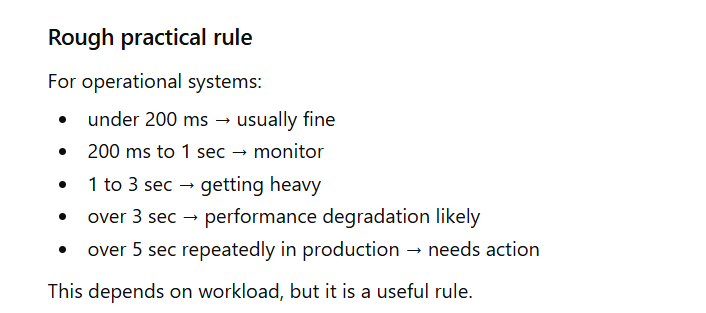 Rough practical rule
For operational systems:
• under 200 ms → usually fine
• 200 ms to 1 sec → monitor
• 1 to 3 sec → getting heavy
• over 3 sec → performance degradation likely
• over 5 sec repeatedly in production → needs action
This depends on workload, but it is a useful rule.